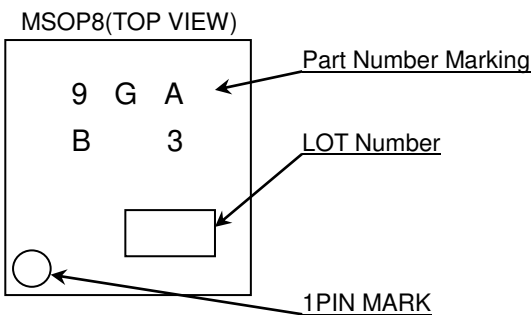 MSOP8(TOP VIEW)
Part Number Marking
9 G A
B 3
LOT Number
1PIN MARK